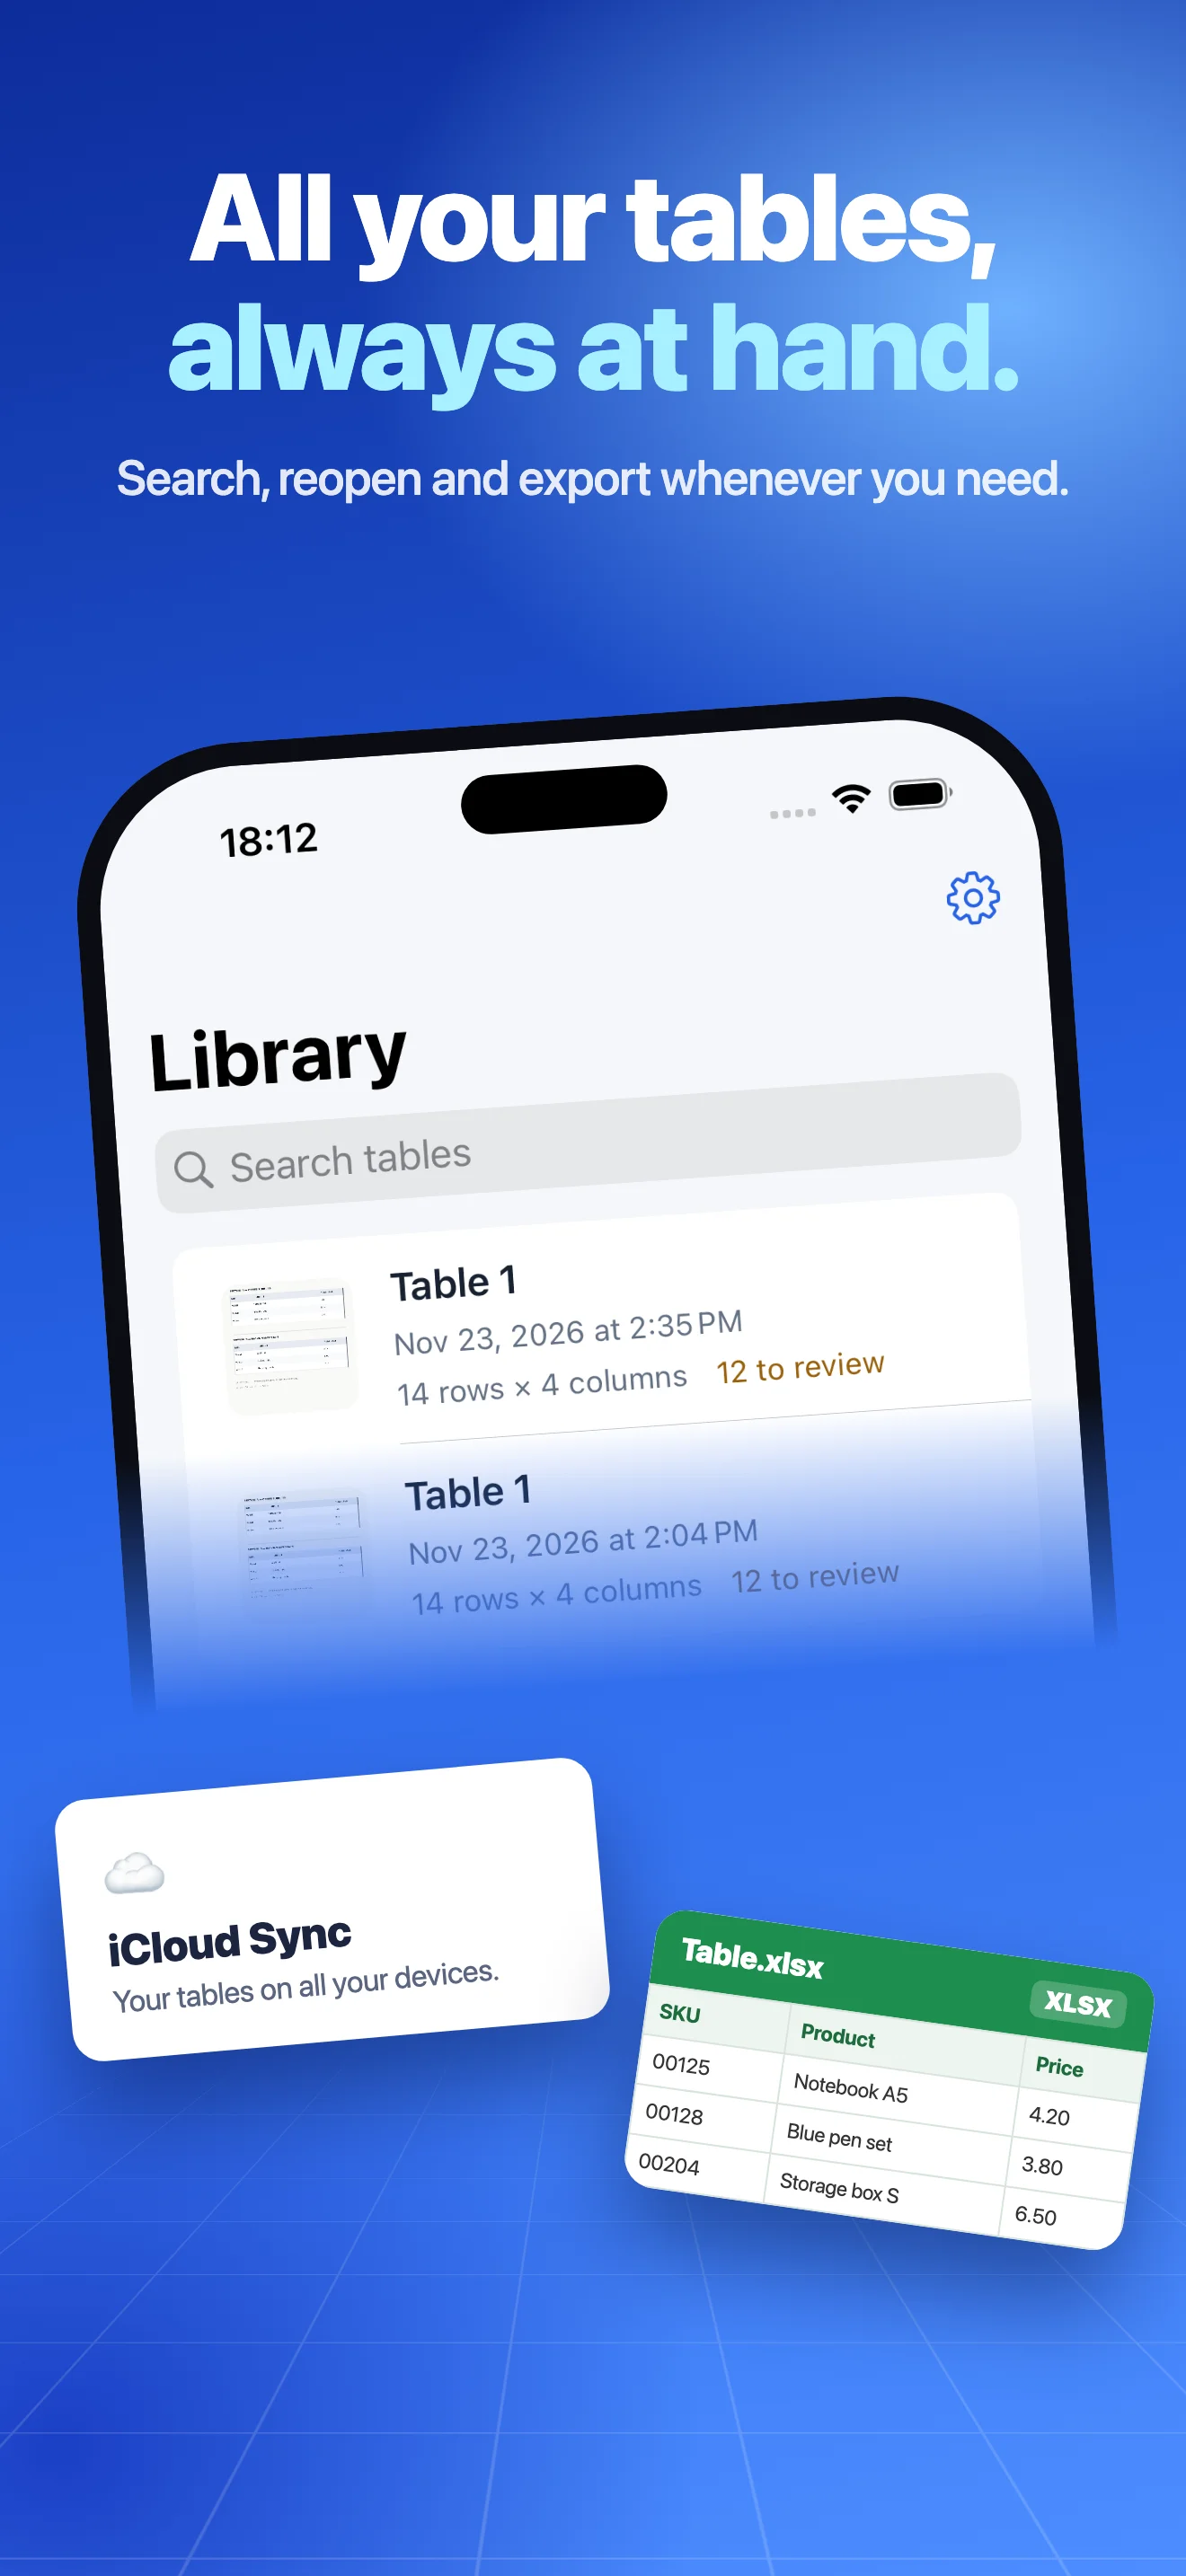 All your tables,
always at hand.
Search, reopen and export whenever you need.
18:12
Library
Search tables
Table 1
Nov 23, 2026 at 2:35 PM
14 rows × 4 columns 12 to review
Table 1
Nov 23, 2026 at 2:04 PM
14 rows × 4 columns 12 to review
iCloud Sync
Your tables on all your devices.
Table.xlsx XLSX
SKU Product Price
00125 Notebook A5 4.20
00128 Blue pen set 3.80
00204 Storage box S 6.50